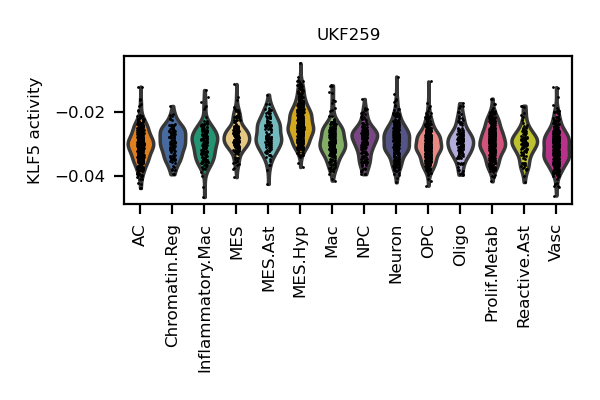 UKF259
KLF5 activity
−0.02
−0.04
AC
Chromatin.Reg
Inflammatory.Mac
MES
MES.Ast
MES.Hyp
Mac
NPC
Neuron
OPC
Oligo
Prolif.Metab
Reactive.Ast
Vasc